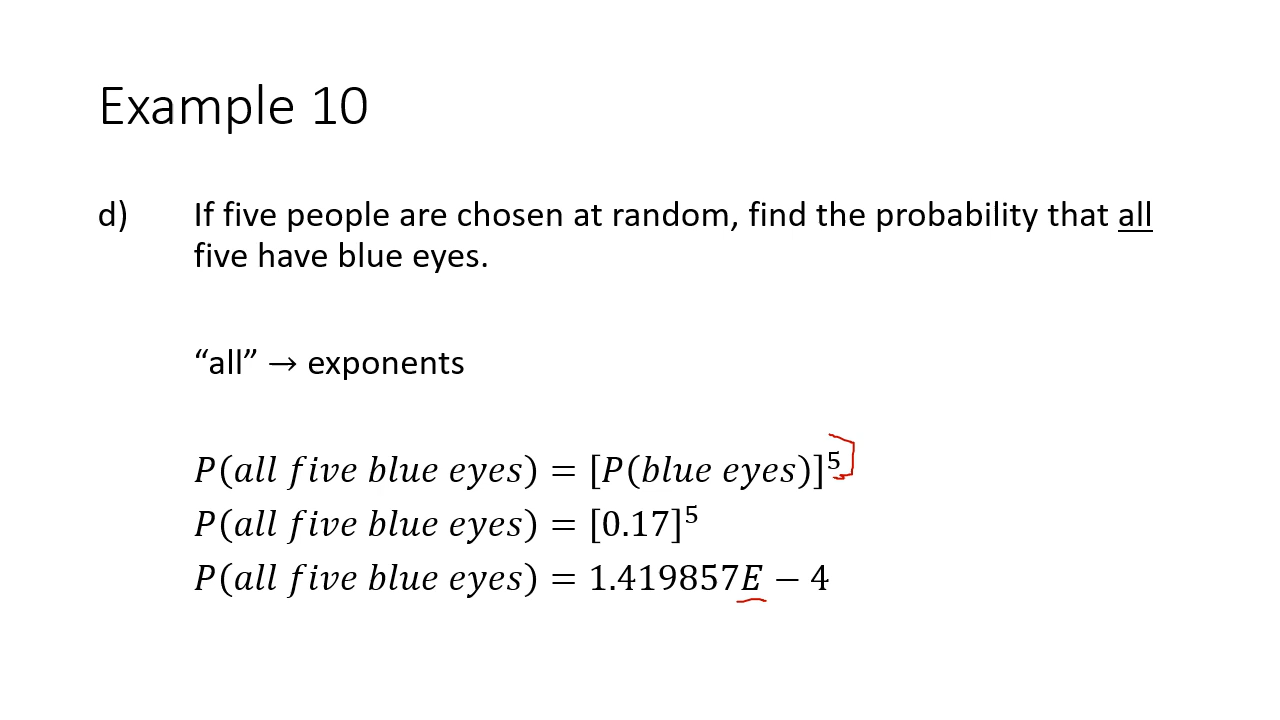 Example 10
d) If five people are chosen at random, find the probability that all
five have blue eyes.
“all” → exponents
P(all five blue eyes) = [P(blue eyes)]⁵
P(all five blue eyes) = [0.17]⁵
P(all five blue eyes) = 1.419857E − 4